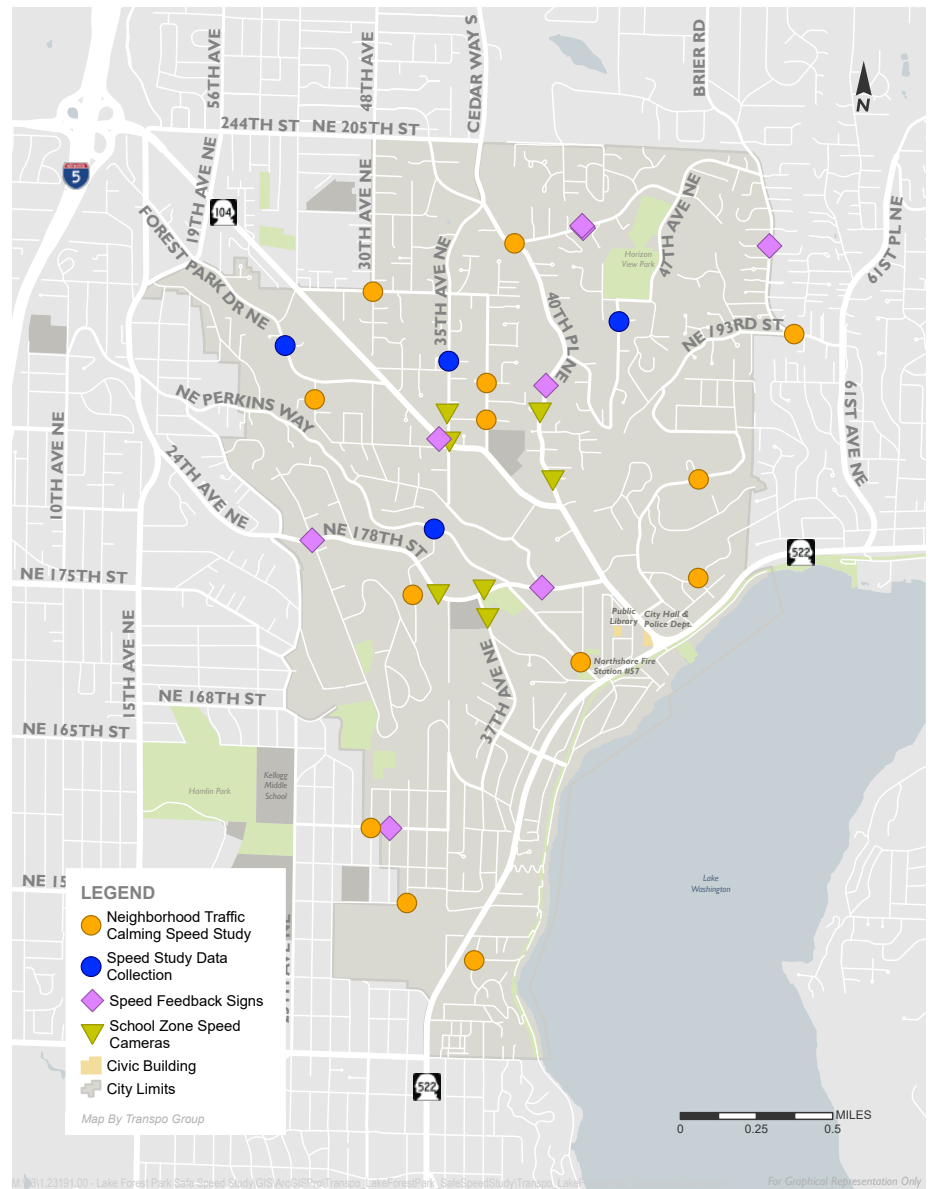 56TH AVE
48TH AVE
CEDAR WAY S
BRIER RD
N
244TH ST NE 205TH ST
INTERSTATE
5
19TH AVE NE
104
30TH AVE NE
FOREST PARK DR NE
35TH AVE NE
47TH AVE NE
61ST PL NE
Horizon
View Park
40TH PL NE
NE 193RD ST
NE PERKINS WAY
61ST AVE NE
10TH AVE NE
24TH AVE NE
NE 178TH ST
522
NE 175TH ST
Public
Library
City Hall &
Police Dept.
15TH AVE NE
Northshore Fire
Station #57
37TH AVE NE
NE 168TH ST
NE 165TH ST
Hamlin Park
Kellogg
Middle
School
NE 15
Lake
Washington
LEGEND
Neighborhood Traffic
Calming Speed Study
Speed Study Data
Collection
Speed Feedback Signs
School Zone Speed
Cameras
Civic Building
City Limits
Map By Transpo Group
522
MILES
0 0.25 0.5
For Graphical Representation Only